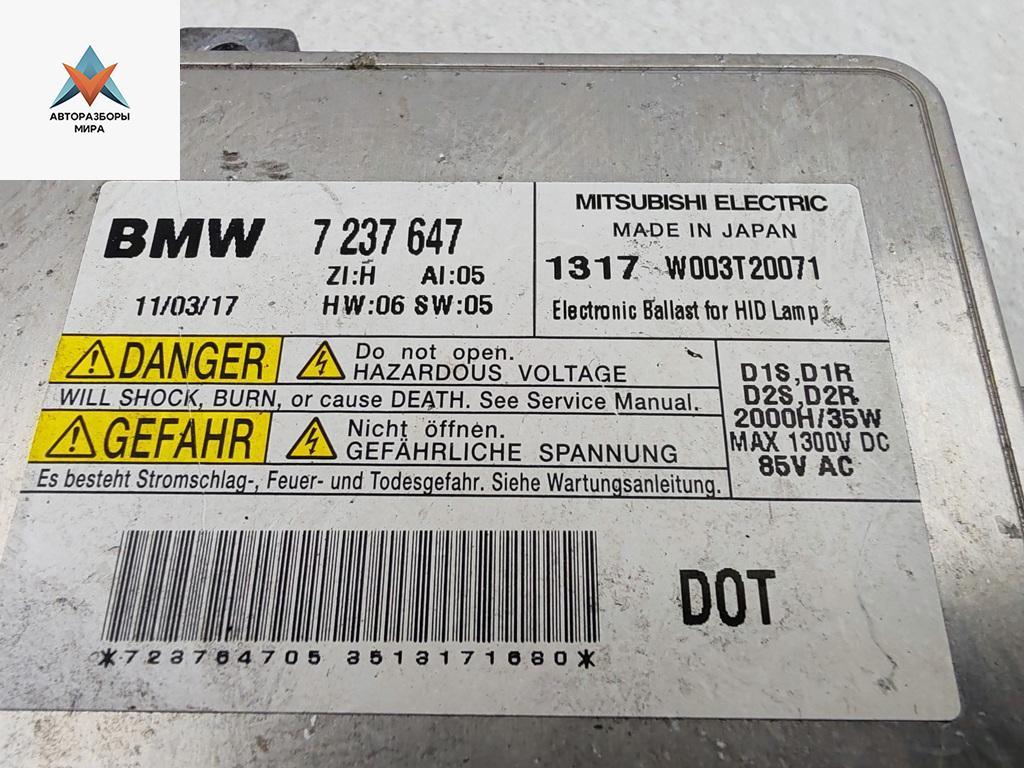 АВТОРАЗБОРЫ
МИРА
BMW 7 237 647
ZI:H AI:05
11/03/17 HW:06 SW:05
MITSUBISHI ELECTRIC
MADE IN JAPAN
1317 W003T20071
Electronic Ballast for HID Lamp
DANGER Do not open.
HAZARDOUS VOLTAGE
WILL SHOCK, BURN, or cause DEATH. See Service Manual.
GEFAHR Nicht öffnen.
GEFÄHRLICHE SPANNUNG
Es besteht Stromschlag-, Feuer- und Todesgefahr. Siehe Wartungsanleitung.
D1S,D1R
D2S,D2R
2000H/35W
MAX 1300V DC
85V AC
*723764705 3513171680*
DOT